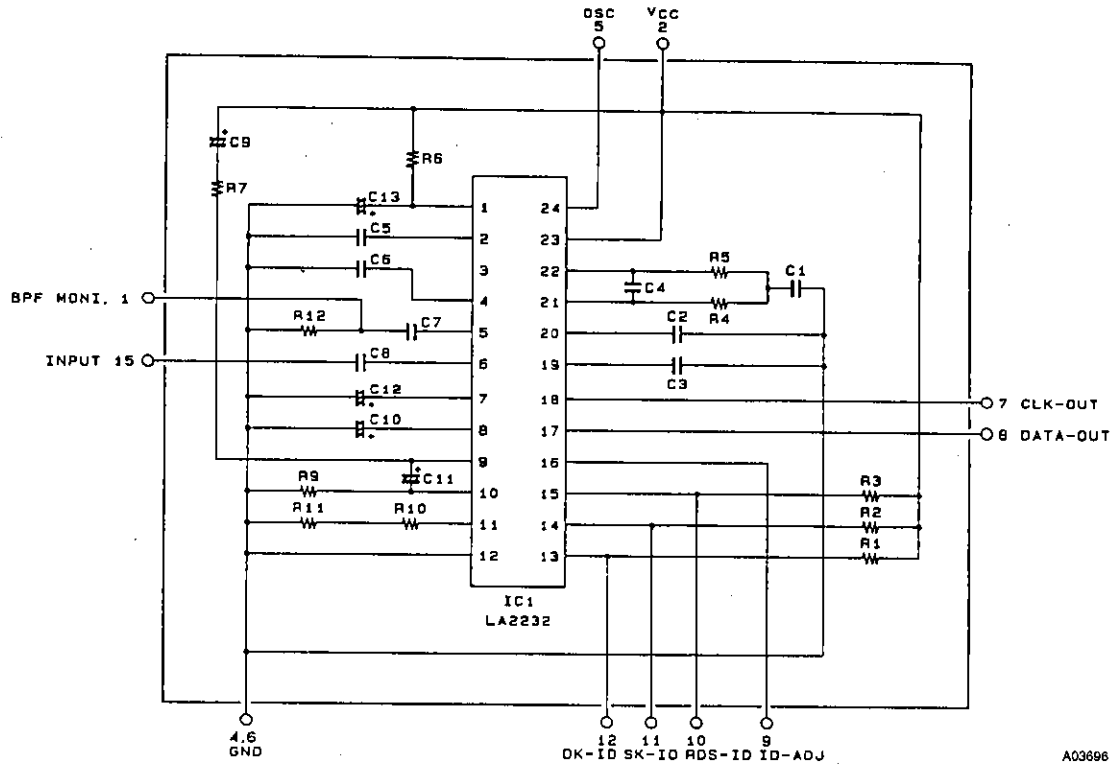 OSC VCC
5 2
C9
R6
R7
C13
1 24
C5
2 23
C6
3 22
R5
C1
C4
BPF MONI. 1
4 21
R4
R12
C7
5 20
C2
INPUT 15
C8
6 19
C3
C12
7 18
7 CLK-OUT
C10
8 17
8 DATA-OUT
9 16
C11
R9
10 15
R3
R11 R10
11 14
R2
12 13
R1
IC1
LA2232
4,6
GND
12 11 10 9
DK-ID SK-ID RDS-ID ID-ADJ
A03696